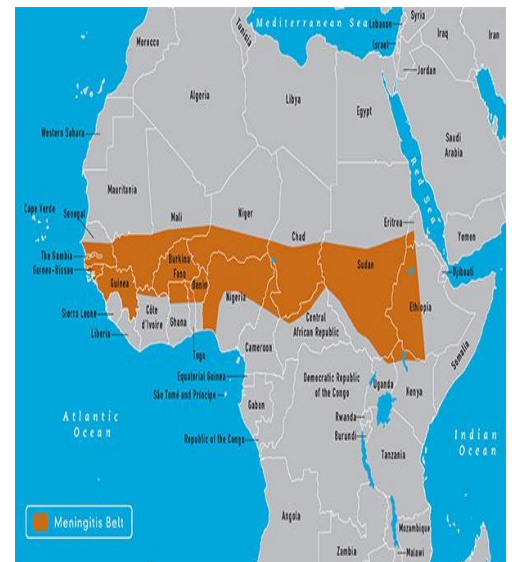 Mediterranean Sea
Tunisia
Lebanon
Syria
Israel
Iraq
Iran
Morocco
Jordan
Algeria
Libya
Egypt
Western Sahara
Saudi
Arabia
Red Sea
Mauritania
Cape Verde
Senegal
Mali
Niger
Chad
Eritrea
Yemen
The Gambia
Guinea-Bissau
Burkina
Faso
Sudan
Djibouti
Guinea
Benin
Nigeria
Ethiopia
Sierra Leone
Liberia
Côte
d'Ivoire
Ghana
Togo
Central
African Republic
Cameroon
Somalia
Equatorial Guinea
São Tomé and Príncipe
Gabon
Republic of the Congo
Democratic Republic
of the Congo
Uganda
Kenya
Rwanda
Burundi
Atlantic
Ocean
Indian
Ocean
Tanzania
Angola
Mozambique
Zambia
Malawi
Meningitis Belt